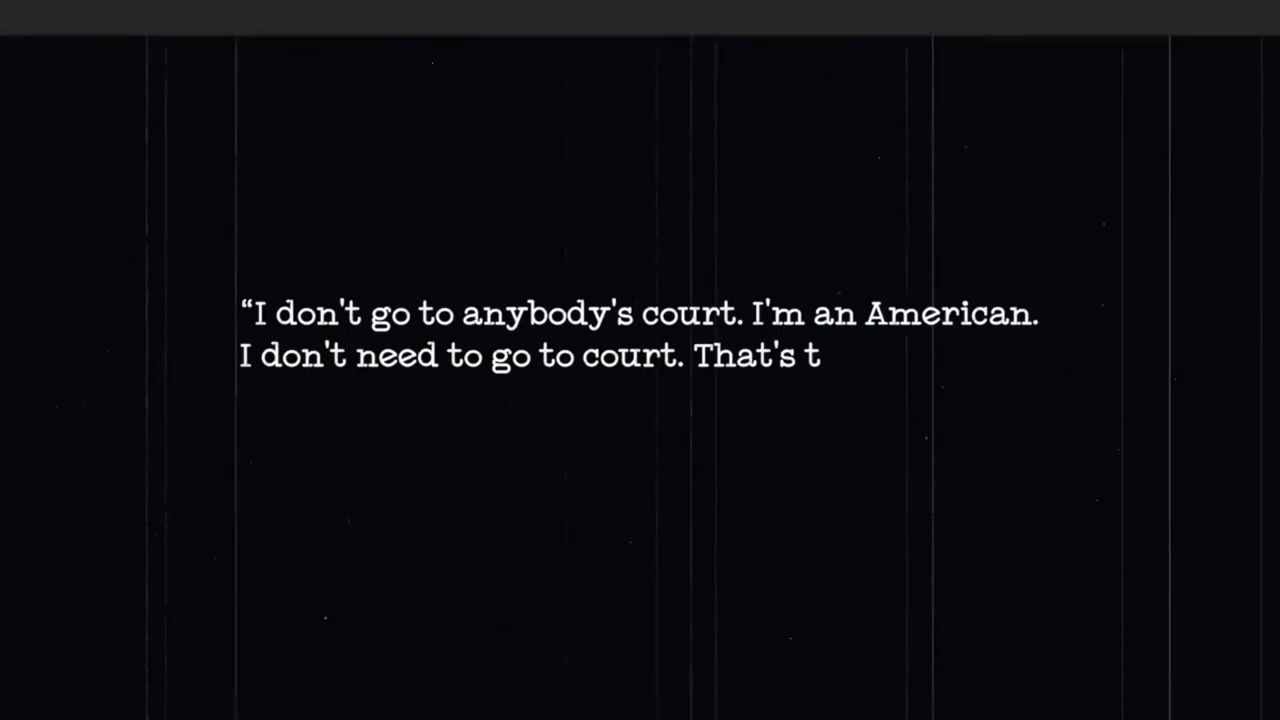 “I don't go to anybody's court. I'm an American.
I don't need to go to court. That's t